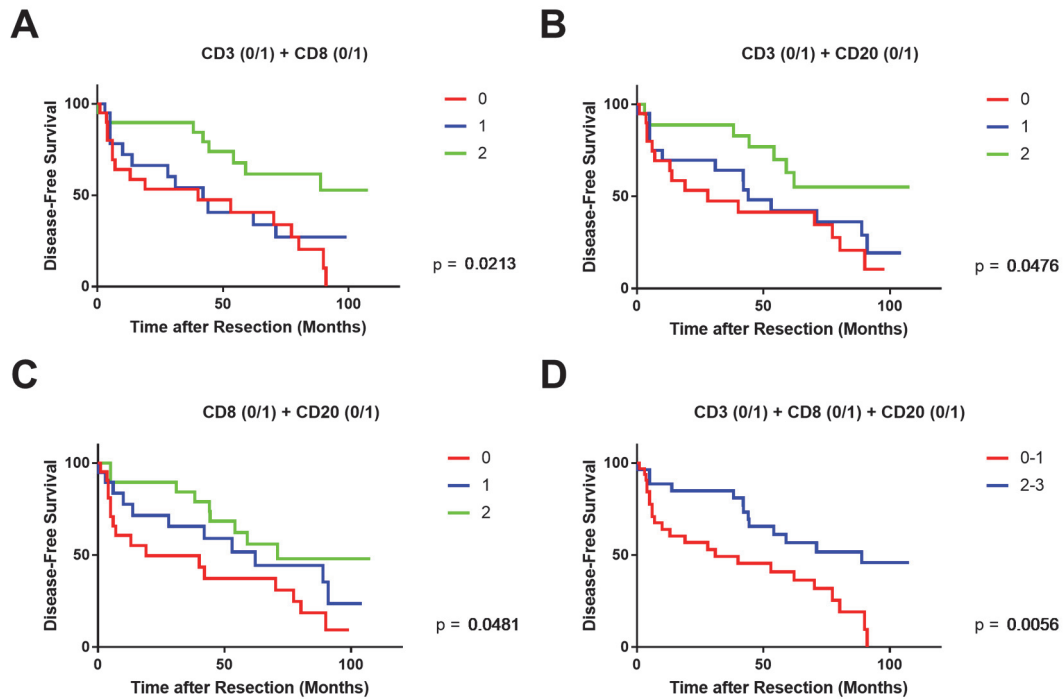 A
CD3 (0/1) + CD8 (0/1)
Disease-Free Survival
100
50
0
0
50
100
Time after Resection (Months)
0
1
2
p = 0.0213
B
CD3 (0/1) + CD20 (0/1)
Disease-Free Survival
100
50
0
0
50
100
Time after Resection (Months)
0
1
2
p = 0.0476
C
CD8 (0/1) + CD20 (0/1)
Disease-Free Survival
100
50
0
0
50
100
Time after Resection (Months)
0
1
2
p = 0.0481
D
CD3 (0/1) + CD8 (0/1) + CD20 (0/1)
Disease-Free Survival
100
50
0
0
50
100
Time after Resection (Months)
0-1
2-3
p = 0.0056